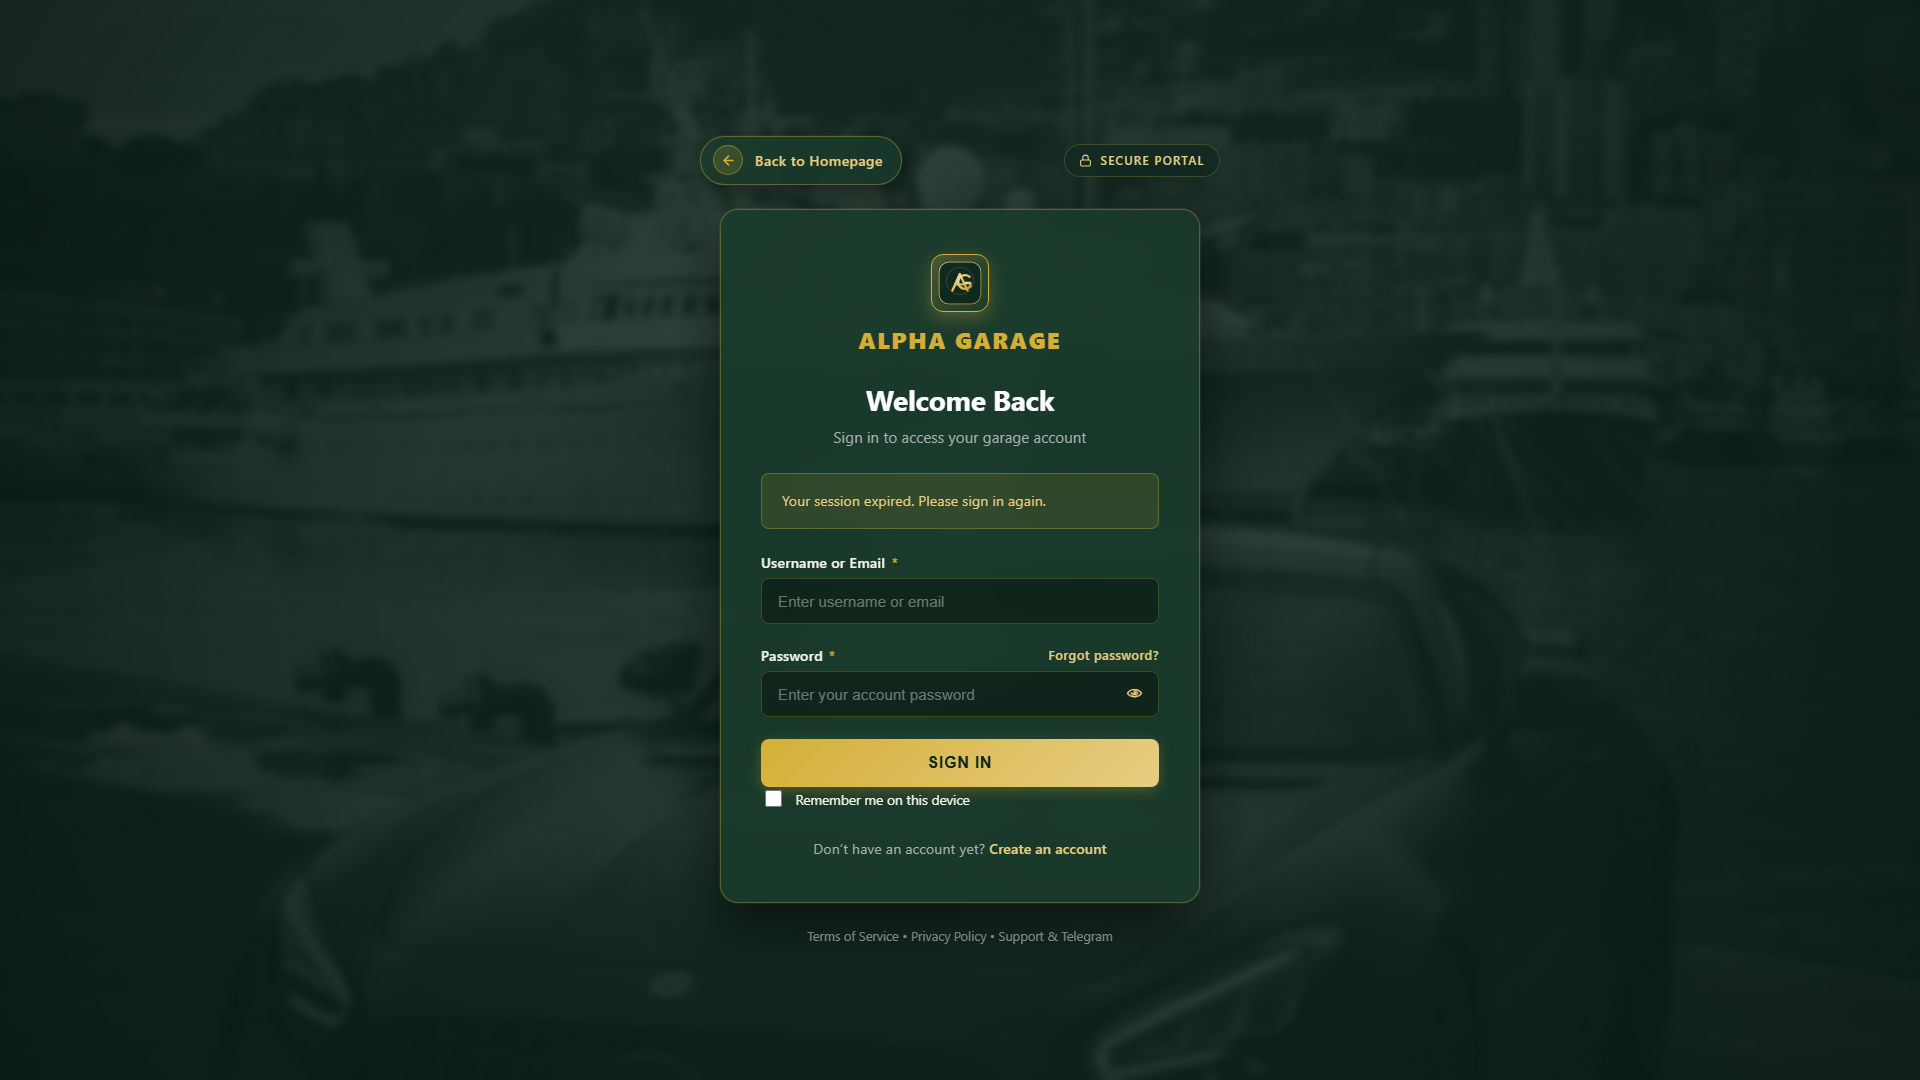 Back to Homepage
SECURE PORTAL
AG
ALPHA GARAGE
Welcome Back
Sign in to access your garage account
Your session expired. Please sign in again.
Username or Email *
Enter username or email
Password *
Forgot password?
Enter your account password
SIGN IN
Remember me on this device
Don't have an account yet? Create an account
Terms of Service • Privacy Policy • Support & Telegram